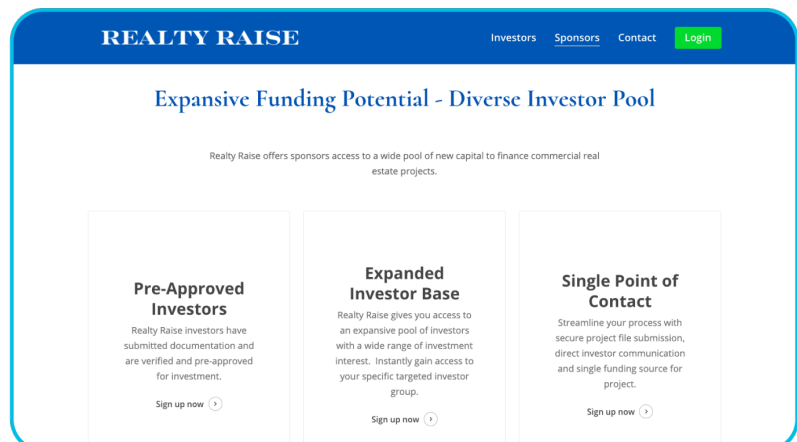 REALTY RAISE
Investors Sponsors Contact Login
Expansive Funding Potential - Diverse Investor Pool
Realty Raise offers sponsors access to a wide pool of new capital to finance commercial real
estate projects.
Pre-Approved
Investors
Realty Raise investors have
submitted documentation and
are verified and pre-approved
for investment.
Sign up now
Expanded
Investor Base
Realty Raise gives you access to
an expansive pool of investors
with a wide range of investment
interest. Instantly gain access to
your specific targeted investor
group.
Sign up now
Single Point of
Contact
Streamline your process with
secure project file submission,
direct investor communication
and single funding source for
project.
Sign up now